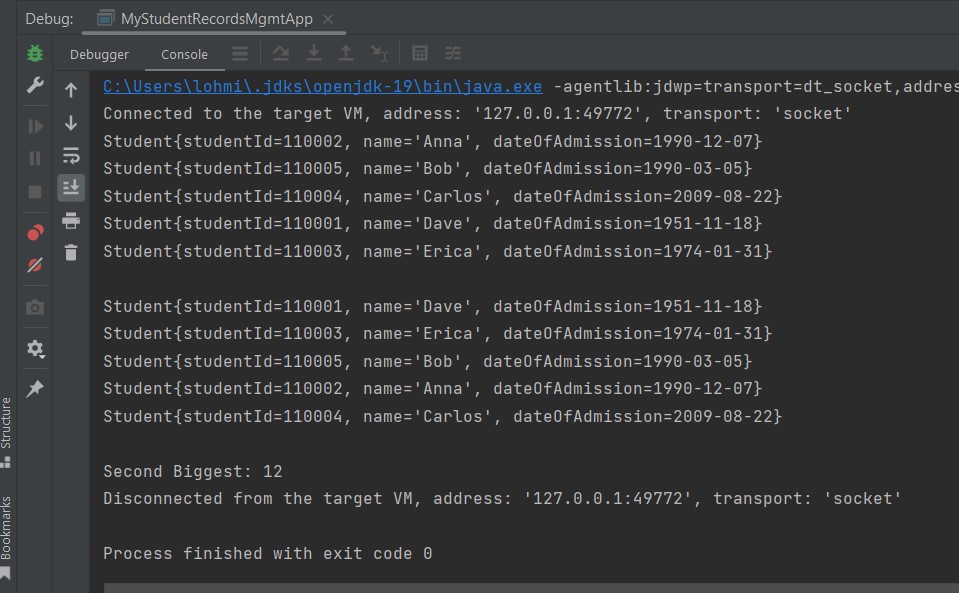 Debug: MyStudentRecordsMgmtApp
Debugger Console
C:\Users\lohmi\.jdks\openjdk-19\bin\java.exe -agentlib:jdwp=transport=dt_socket,addres
Connected to the target VM, address: '127.0.0.1:49772', transport: 'socket'
Student{studentId=110002, name='Anna', dateOfAdmission=1990-12-07}
Student{studentId=110005, name='Bob', dateOfAdmission=1990-03-05}
Student{studentId=110004, name='Carlos', dateOfAdmission=2009-08-22}
Student{studentId=110001, name='Dave', dateOfAdmission=1951-11-18}
Student{studentId=110003, name='Erica', dateOfAdmission=1974-01-31}
Student{studentId=110001, name='Dave', dateOfAdmission=1951-11-18}
Student{studentId=110003, name='Erica', dateOfAdmission=1974-01-31}
Student{studentId=110005, name='Bob', dateOfAdmission=1990-03-05}
Student{studentId=110002, name='Anna', dateOfAdmission=1990-12-07}
Student{studentId=110004, name='Carlos', dateOfAdmission=2009-08-22}
Second Biggest: 12
Disconnected from the target VM, address: '127.0.0.1:49772', transport: 'socket'
Process finished with exit code 0
Structure
Bookmarks